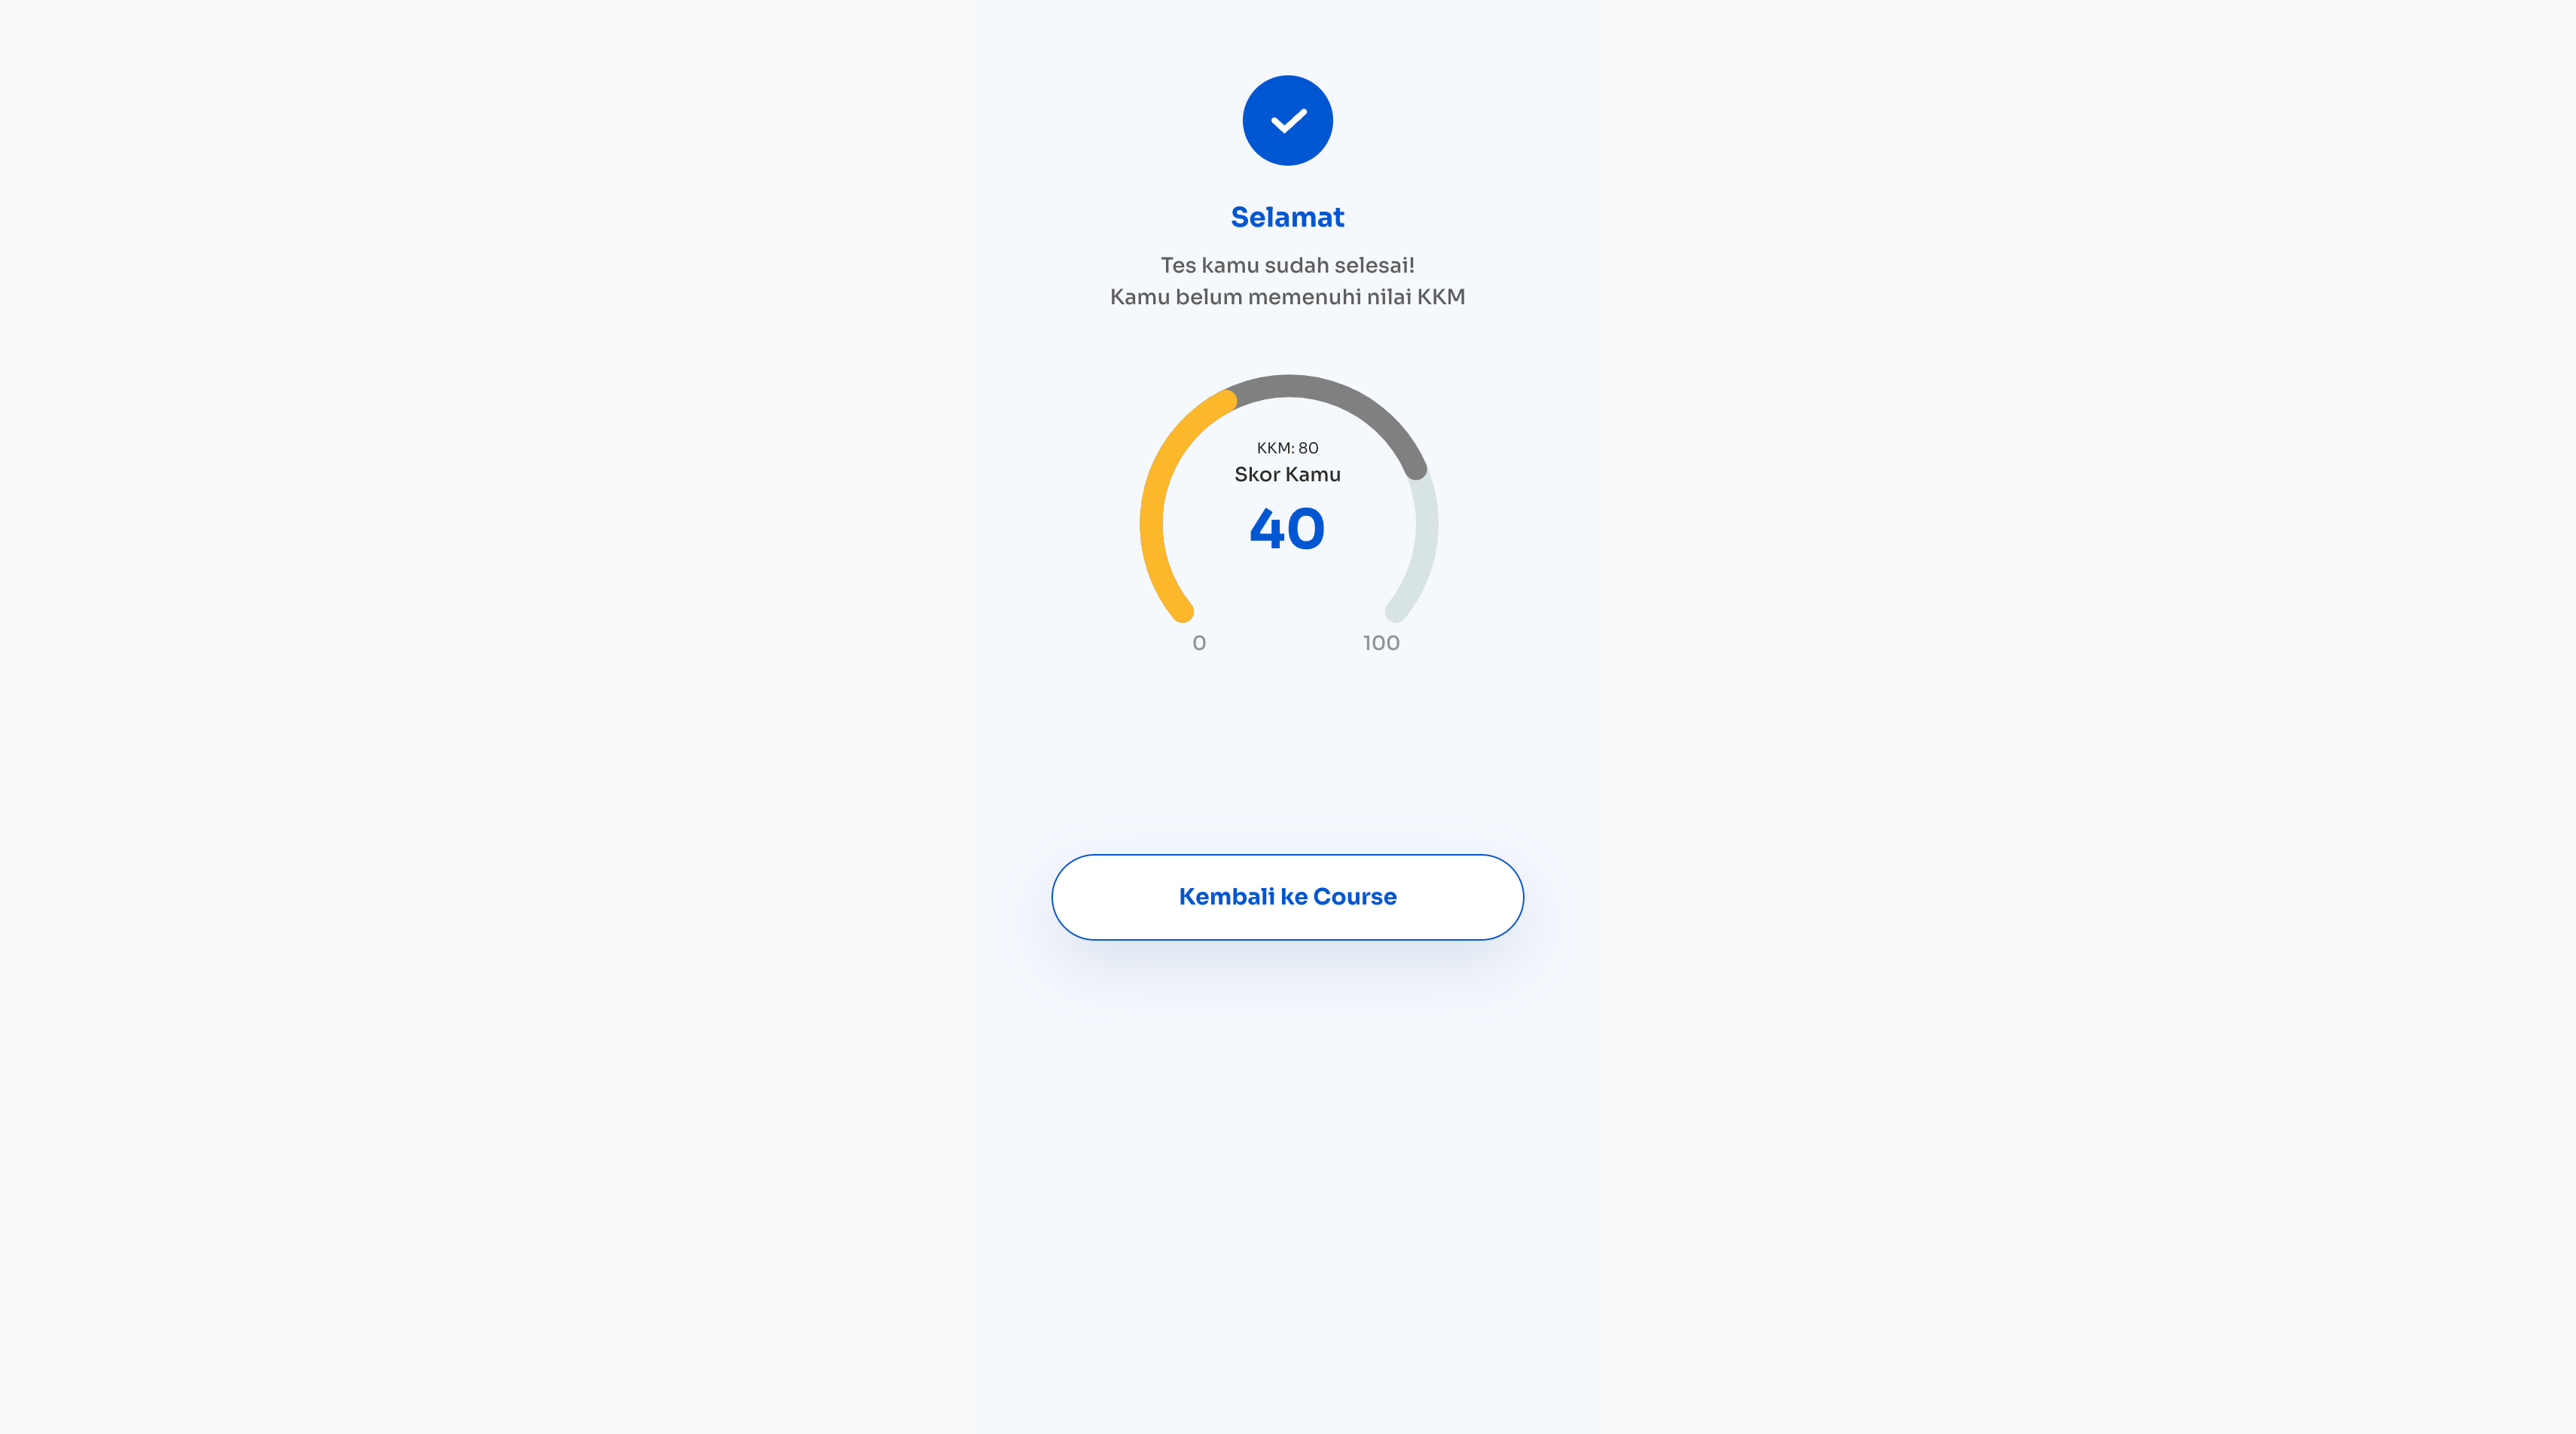 Selamat
Tes kamu sudah selesai!
Kamu belum memenuhi nilai KKM
KKM: 80
Skor Kamu
40
0
100
Kembali ke Course